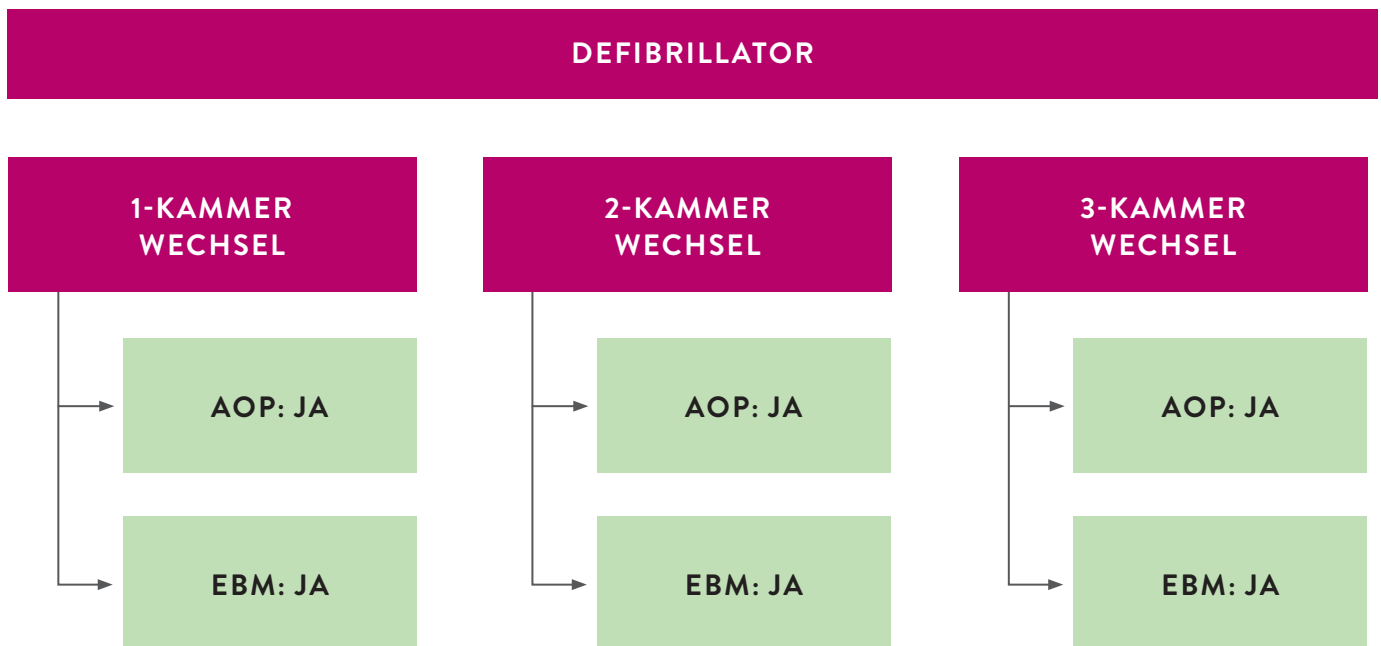 DEFIBRILLATOR
1-KAMMER
WECHSEL
AOP: JA
EBM: JA
2-KAMMER
WECHSEL
AOP: JA
EBM: JA
3-KAMMER
WECHSEL
AOP: JA
EBM: JA